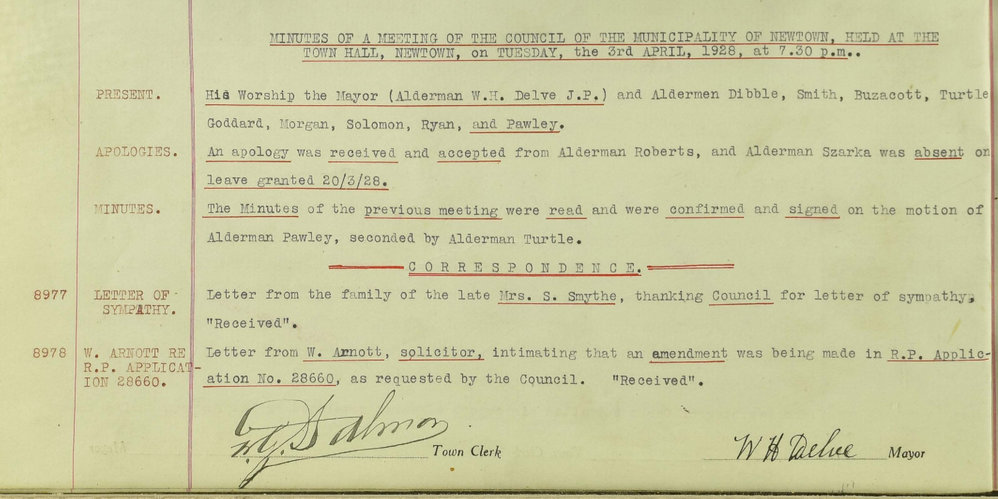 MINUTES OF A MEETING OF THE COUNCIL OF THE MUNICIPALITY OF NEWTOWN, HELD AT THE
TOWN HALL, NEWTOWN, on TUESDAY, the 3rd APRIL, 1928, at 7.30 p.m..
PRESENT. His Worship the Mayor (Alderman W.H. Delve J.P.) and Aldermen Dibble, Smith, Buzacott, Turtle
Goddard, Morgan, Solomon, Ryan, and Pawley.
APOLOGIES. An apology was received and accepted from Alderman Roberts, and Alderman Szarka was absent on
leave granted 20/3/28.
MINUTES. The Minutes of the previous meeting were read and were confirmed and signed on the motion of
Alderman Pawley, seconded by Alderman Turtle.
CORRESPONDENCE.
8977 LETTER OF Letter from the family of the late Mrs. S. Smythe, thanking Council for letter of sympathy,
SYMPATHY.
"Received".
8978 W. ARNOTT RE Letter from W. Arnott, solicitor, intimating that an amendment was being made in R.P. Applic-
R.P. APPLICAT-
ION 28660. ation No. 28660, as requested by the Council. "Received".
Town Clerk W H Delve Mayor